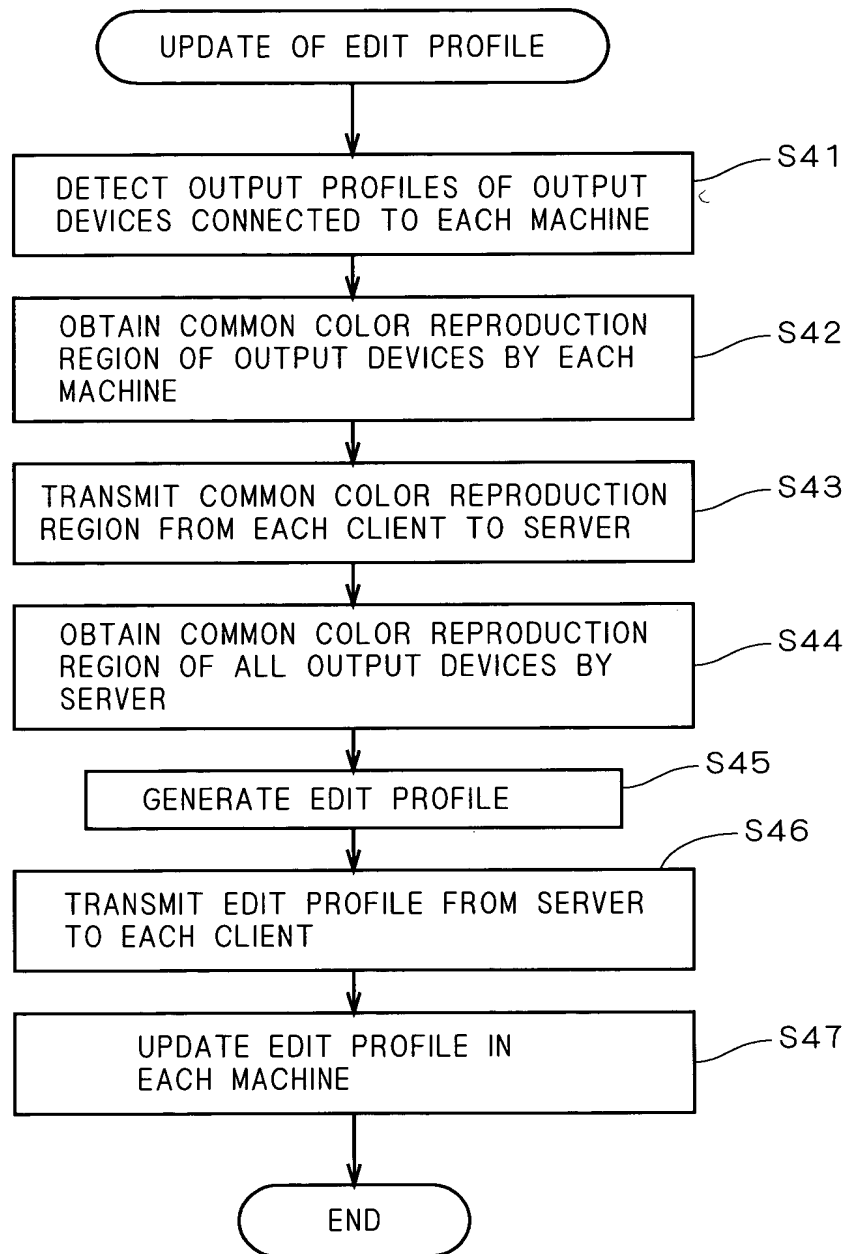 UPDATE OF EDIT PROFILE
S41
DETECT OUTPUT PROFILES OF OUTPUT
DEVICES CONNECTED TO EACH MACHINE
OBTAIN COMMON COLOR REPRODUCTION
REGION OF OUTPUT DEVICES BY EACH
MACHINE
S42
TRANSMIT COMMON COLOR REPRODUCTION
REGION FROM EACH CLIENT TO SERVER
S43
OBTAIN COMMON COLOR REPRODUCTION
REGION OF ALL OUTPUT DEVICES BY
SERVER
S44
GENERATE EDIT PROFILE
S45
S46
TRANSMIT EDIT PROFILE FROM SERVER
TO EACH CLIENT
UPDATE EDIT PROFILE IN
EACH MACHINE
S47
END